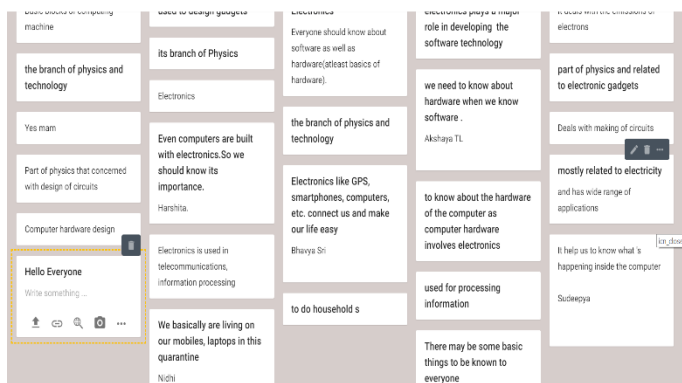 Basic blocks of computing
machine
the branch of physics and
technology
Yes mam
Part of physics that concerned
with design of circuits
Computer hardware design
Hello Everyone
Write something ...
used to design gadgets
its branch of Physics
Electronics
Even computers are built
with electronics.So we
should know its
importance.
Harshita.
Electronics is used in
telecommunications,
information processing
We basically are living on
our mobiles, laptops in this
quarantine
Nidhi
Electronics
Everyone should know about
software as well as
hardware(atleast basics of
hardware).
the branch of physics and
technology
Electronics like GPS,
smartphones, computers,
etc. connect us and make
our life easy
Bhavya Sri
to do household s
electronics plays a major
role in developing the
software technology
we need to know about
hardware when we know
software .
Akshaya TL
to know about the hardware
of the computer as
computer hardware
involves electronics
used for processing
information
There may be some basic
things to be known to
everyone
It deals with the emissions of
electrons
part of physics and related
to electronic gadgets
Deals with making of circuits
mostly related to electricity
and has wide range of
applications
icn_close
It help us to know what 's
happening inside the computer
Sudeepya